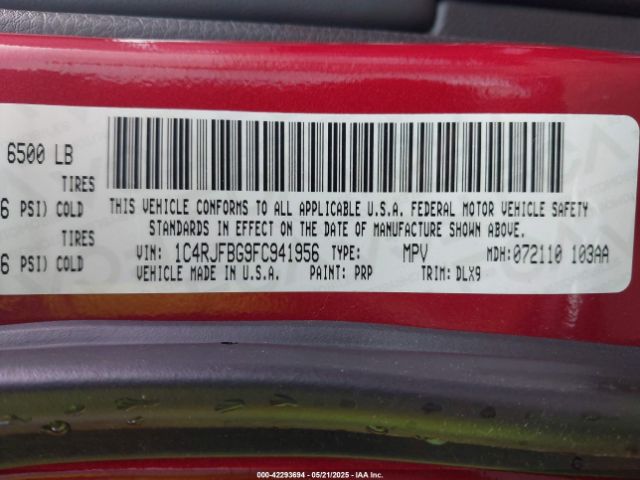 6500 LB
TIRES
6 PSI) COLD
TIRES
6 PSI) COLD
THIS VEHICLE CONFORMS TO ALL APPLICABLE U.S.A. FEDERAL MOTOR VEHICLE SAFETY
STANDARDS IN EFFECT ON THE DATE OF MANUFACTURE SHOWN ABOVE.
VIN: 1C4RJFBG9FC941956 TYPE: MPV MDH:072110 103AA
VEHICLE MADE IN U.S.A. PAINT: PRP TRIM: DLX9
000-42293694 - 05/21/2025 - IAA Inc.